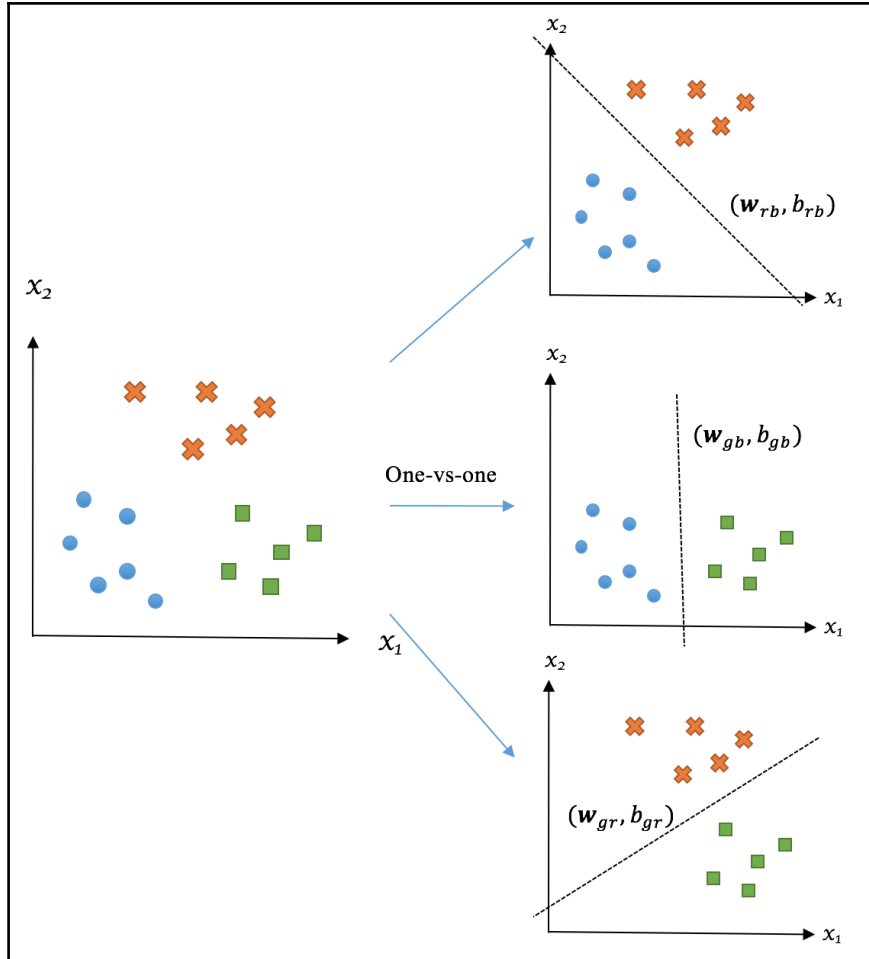 x₂
x₁
One-vs-one
x₂
(w_rb, b_rb)
x₁
x₂
(w_gb, b_gb)
x₁
x₂
(w_gr, b_gr)
x₁